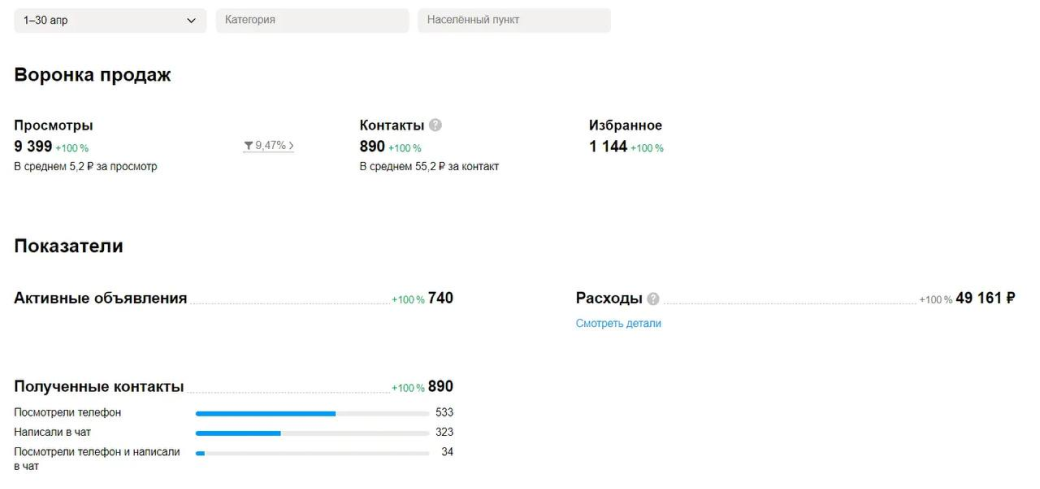 1–30 апр
Категория
Населённый пункт
Воронка продаж
Просмотры
9 399 +100 %
В среднем 5,2 ₽ за просмотр
9,47%
Контакты ?
890 +100 %
В среднем 55,2 ₽ за контакт
Избранное
1 144 +100 %
Показатели
Активные объявления +100 % 740
Расходы ? +100 % 49 161 ₽
Смотреть детали
Полученные контакты +100 % 890
Посмотрели телефон 533
Написали в чат 323
Посмотрели телефон и написали 34
в чат